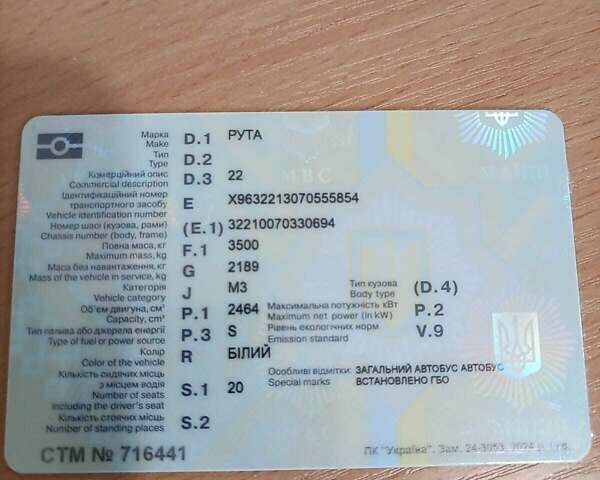 Марка D.1 РУТА
Make
Тип D.2
Type
МВС
Комерційний опис D.3 22
Commercial description
Ідентифікаційний номер
транспортного засобу E X9632213070555854
Vehicle identification number
Номер шасі (кузова, рами) (E.1) 32210070330694
Chassis number (body, frame)
Повна маса, кг F.1 3500
Maximum mass, kg
Маса без навантаження, кг G 2189
Mass of the vehicle in service, kg
Категорія J M3 Тип кузова (D.4)
Vehicle category Body type
Об'єм двигуна, см³ P.1 2464 Максимальна потужність кВт P.2
Capacity, cm³ Maximum net power (in kW)
Тип палива або джерела енергії P.3 S Рівень екологічних норм V.9
Type of fuel or power source Emission standard
Колір R БІЛИЙ
Color of the vehicle
Кількість сидячих місць Особливі відмітки: ЗАГАЛЬНИЙ АВТОБУС АВТОБУС
з місцем водія S.1 20 Special marks ВСТАНОВЛЕНО ГБО
Number of seats
including the driver's seat
Кількість стоячих місць S.2
Number of standing places
СТМ № 716441 ПК "Україна". Зам. 24-3053. 2024 р.